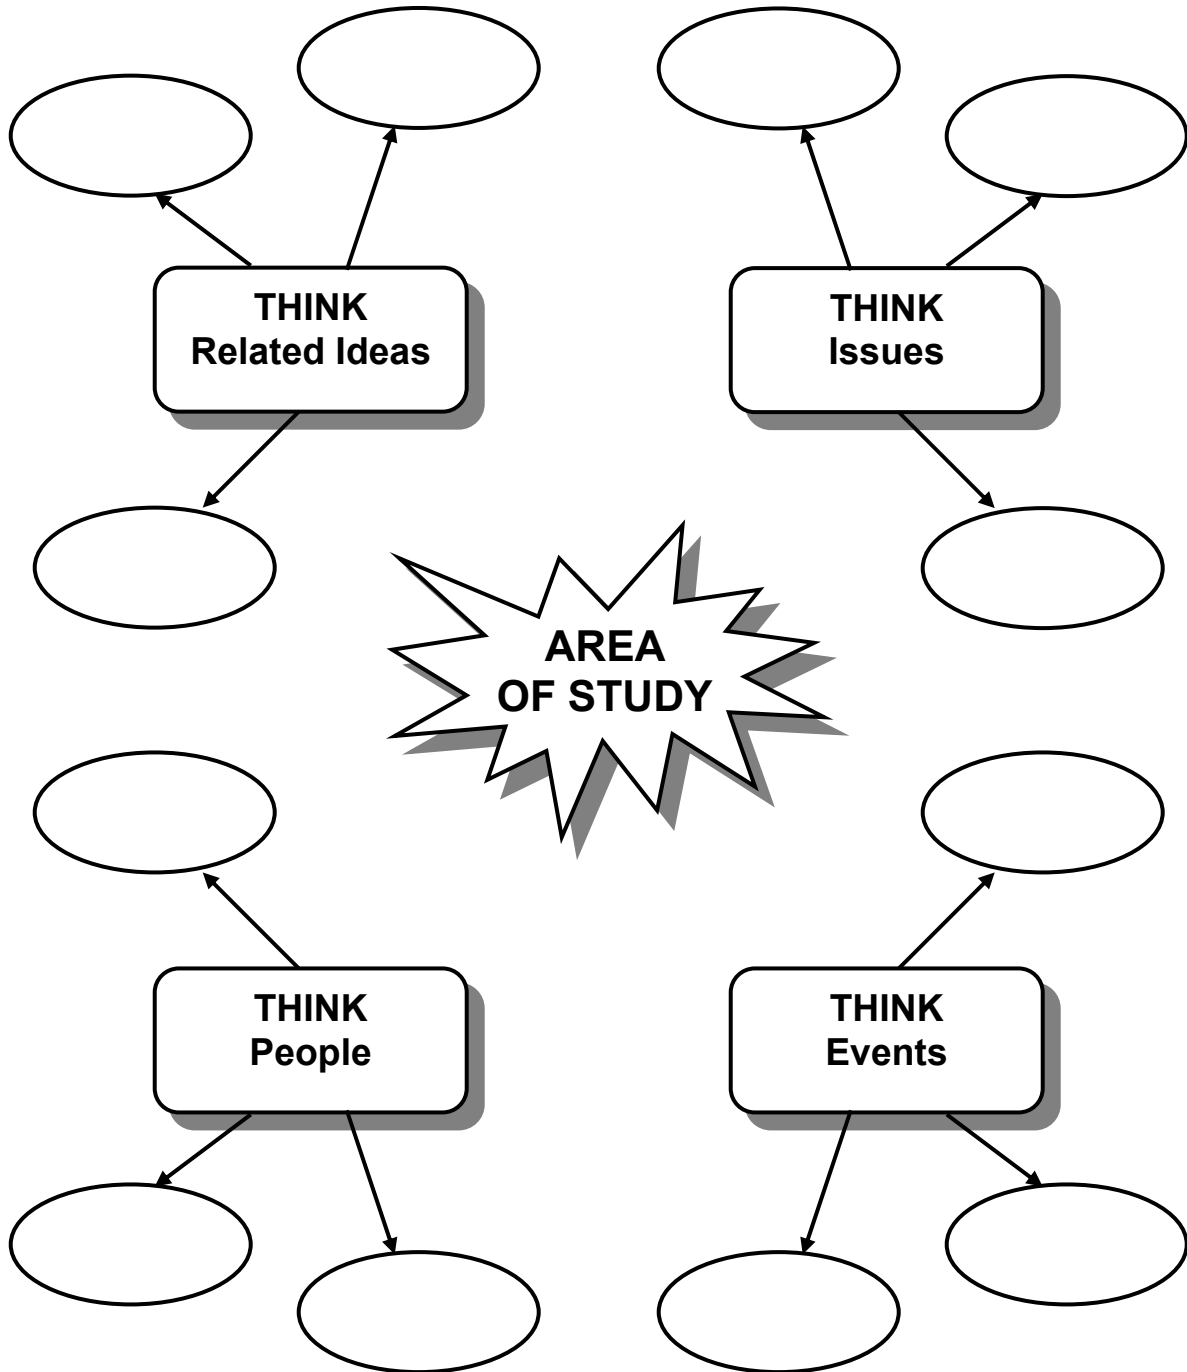 THINK
Related Ideas
THINK
Issues
AREA
OF STUDY
THINK
People
THINK
Events